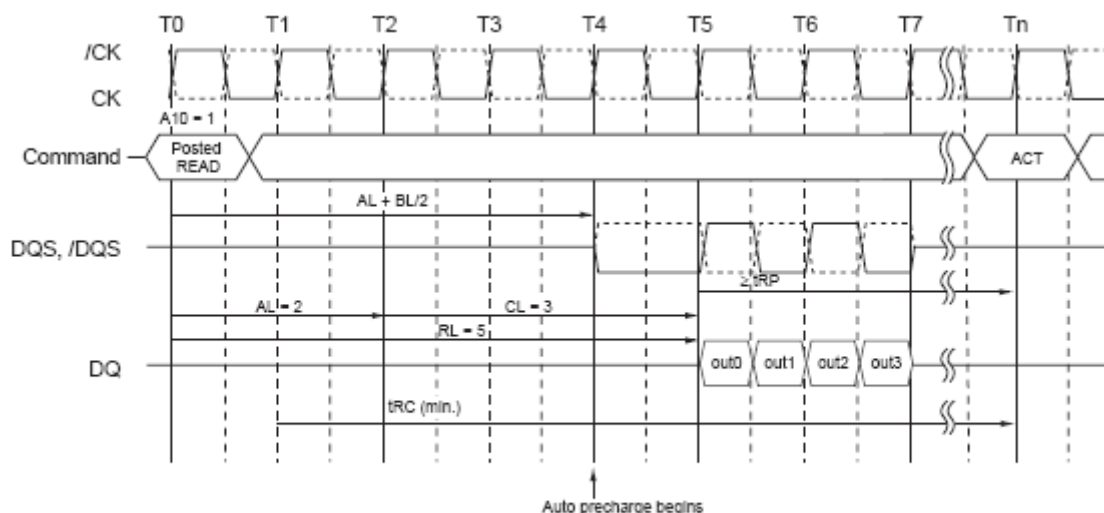 T0 T1 T2 T3 T4 T5 T6 T7 Tn
/CK
CK
A10 = 1
Command
Posted
READ
ACT
AL + BL/2
DQS, /DQS
≥ tRP
AL = 2
CL = 3
RL = 5
DQ
out0 out1 out2 out3
tRC (min.)
Auto precharge begins